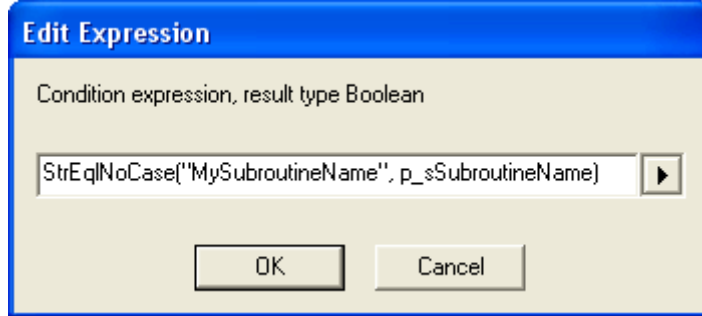 Edit Expression
Condition expression, result type Boolean
StrEqlNoCase("MySubroutineName", p_sSubroutineName)
OK
Cancel